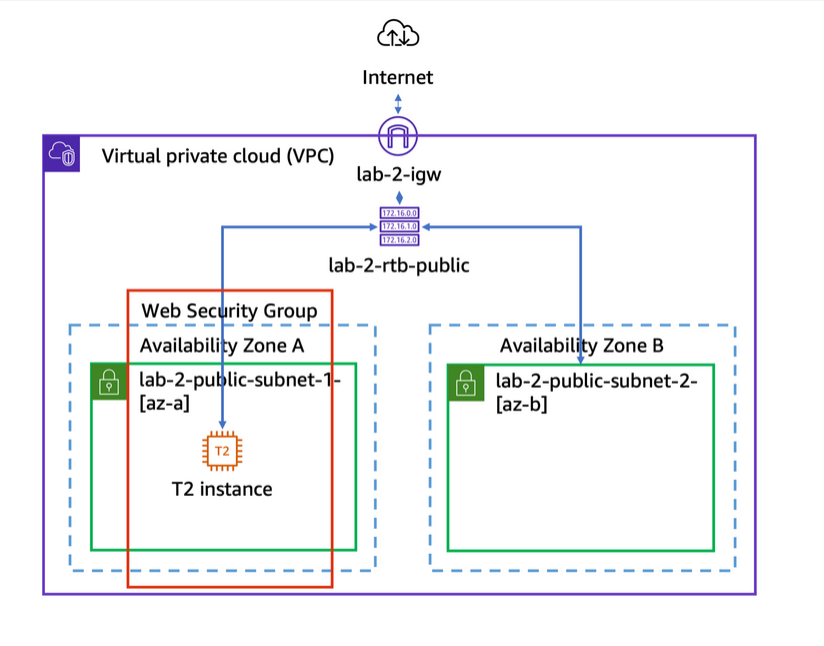 Internet
Virtual private cloud (VPC)
lab-2-igw
172.16.0.0
172.16.1.0
172.16.2.0
lab-2-rtb-public
Web Security Group
Availability Zone A
lab-2-public-subnet-1-
[az-a]
T2
T2 instance
Availability Zone B
lab-2-public-subnet-2-
[az-b]